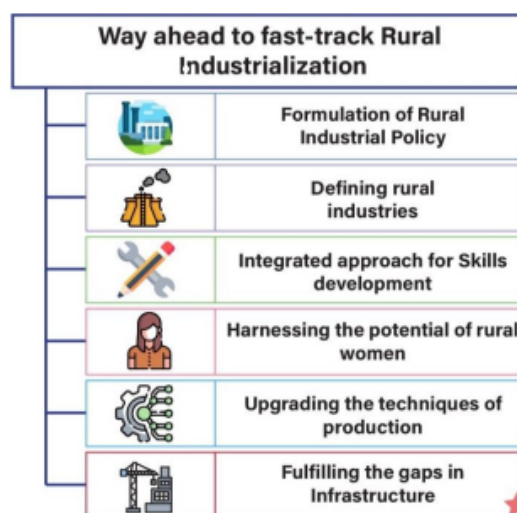 Way ahead to fast-track Rural
Industrialization
Formulation of Rural
Industrial Policy
Defining rural
industries
Integrated approach for Skills
development
Harnessing the potential of rural
women
Upgrading the techniques of
production
Fulfilling the gaps in
Infrastructure